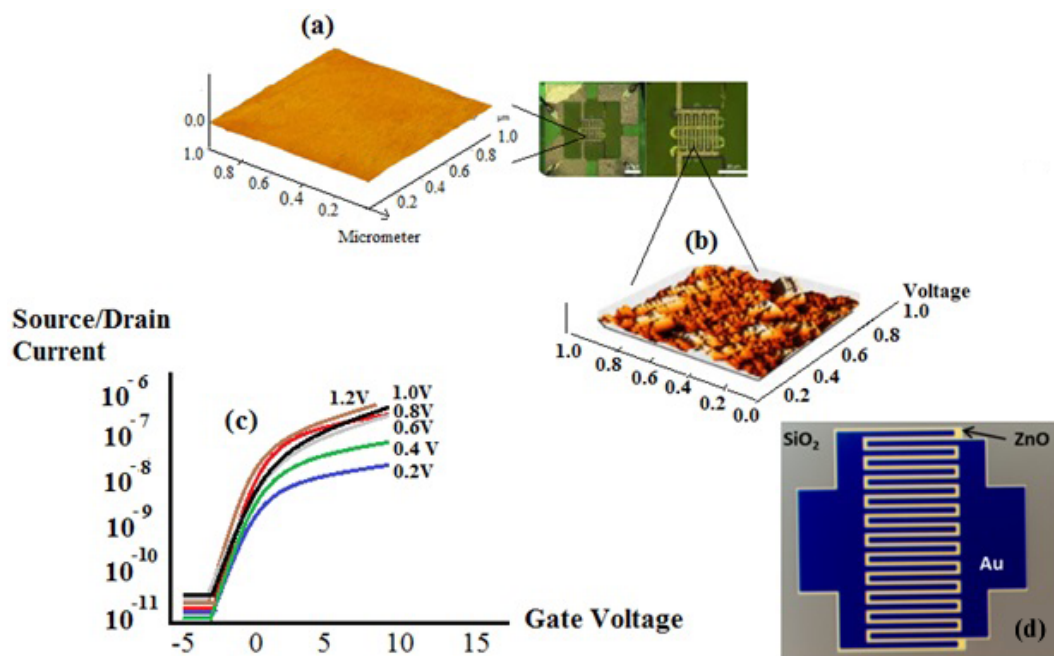 (a)
0.0
1.0
0.8
0.6
0.4
0.2
Micrometer
0.2
0.4
0.6
0.8
1.0
µm
(b)
Voltage
1.0
0.8
0.6
0.4
0.2
0.0
1.0
0.8
0.6
0.4
0.2
Source/Drain
Current
10⁻⁶
10⁻⁷
10⁻⁸
10⁻⁹
10⁻¹⁰
10⁻¹¹
(c)
1.2V
1.0V
0.8V
0.6V
0.4 V
0.2V
-5
0
5
10
15
Gate Voltage
SiO₂
ZnO
Au
(d)